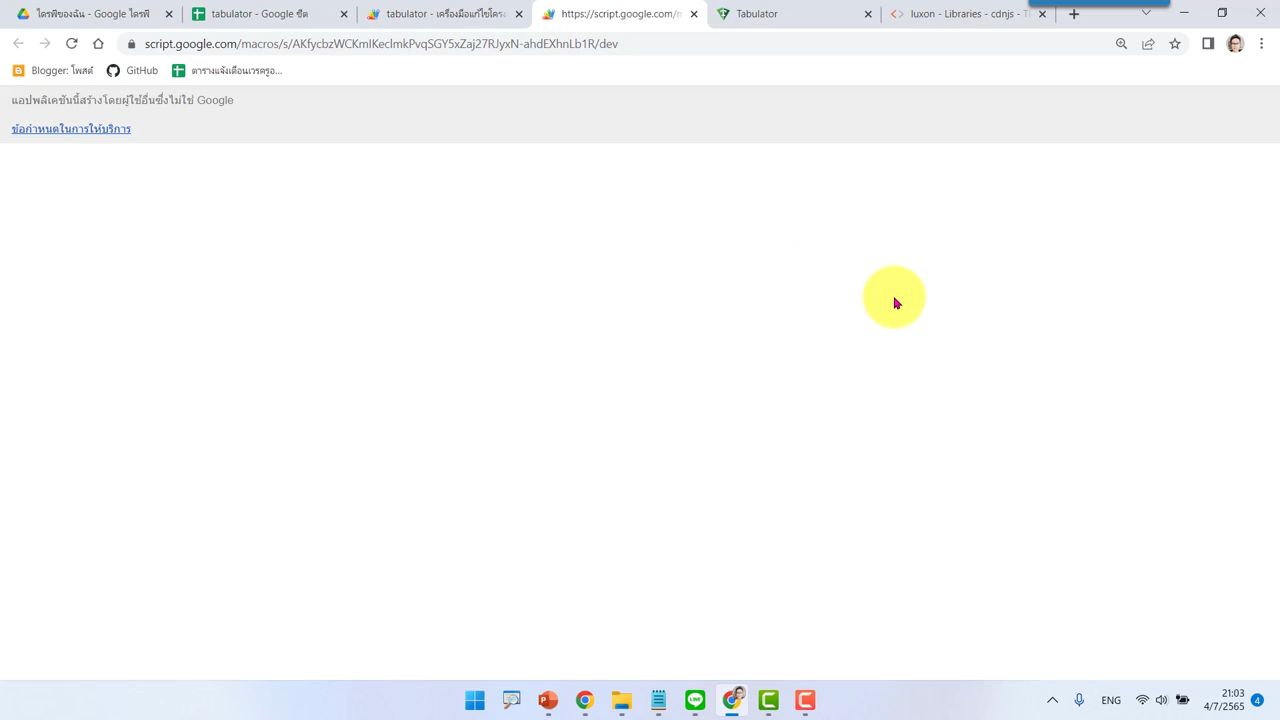 ไดรฟ์ของฉัน - Google ไดรฟ์
tabulator - Google ชีต
tabulator - เครื่องมือแก้ไขโครง
https://script.google.com/m
Tabulator
luxon - Libraries - cdnjs - T
script.google.com/macros/s/
/dev
Blogger: โพสต์
GitHub
ตารางแจ้งเตือนเวรครูอ...
แอปพลิเคชันนี้สร้างโดยผู้ใช้อื่นซึ่งไม่ใช่ Google
ข้อกำหนดในการให้บริการ
ENG
21:03
4/7/2565
4